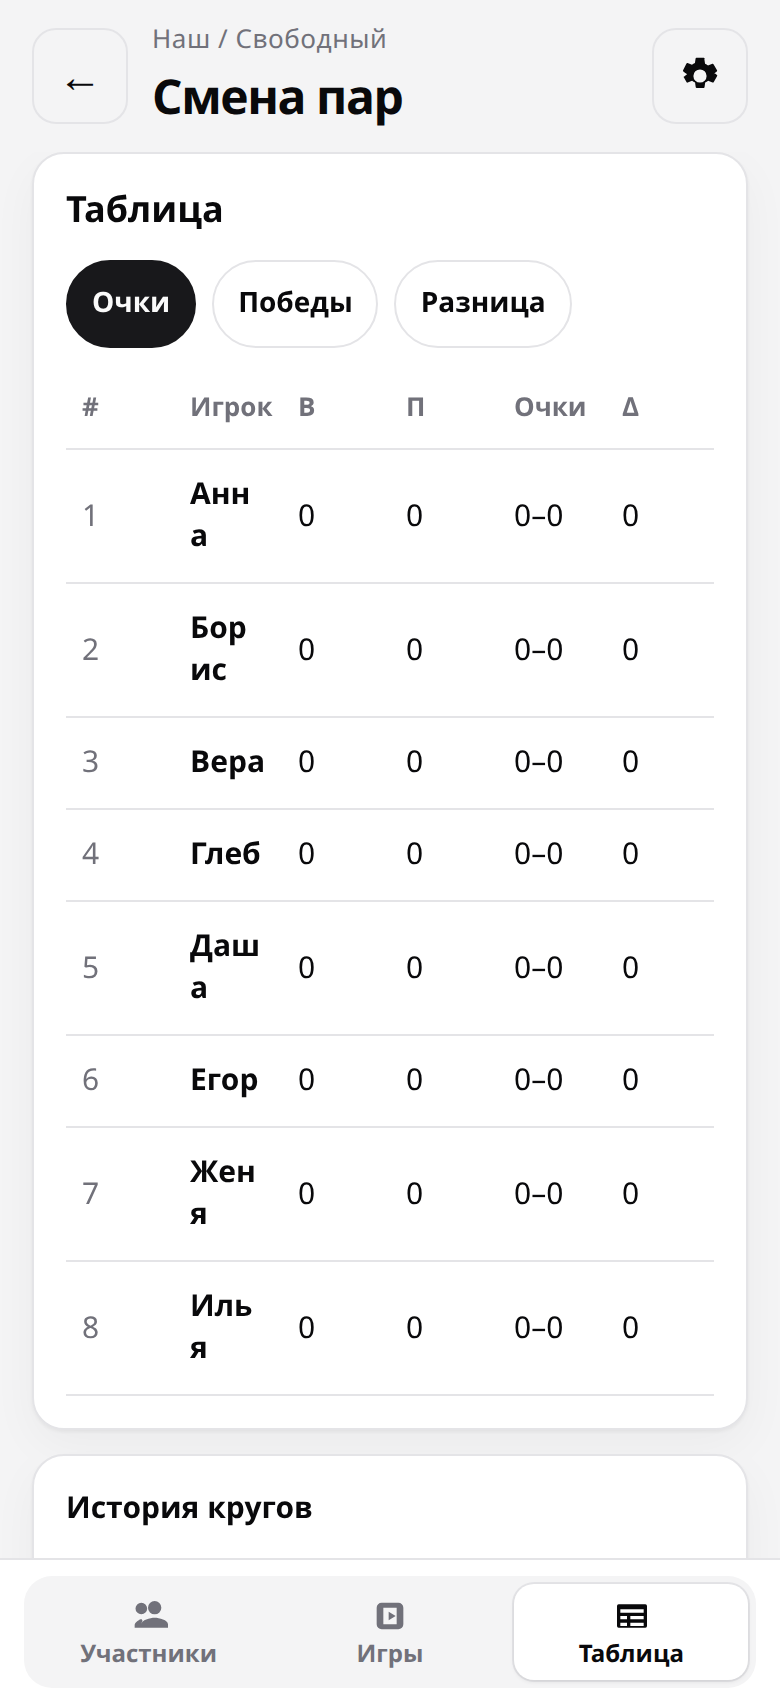 Наш / Свободный
←
Смена пар
Таблица
Очки Победы Разница
# Игрок В П Очки Δ
1 Анн
а 0 0 0–0 0
2 Бор
ис 0 0 0–0 0
3 Вера 0 0 0–0 0
4 Глеб 0 0 0–0 0
5 Даш
а 0 0 0–0 0
6 Егор 0 0 0–0 0
7 Жен
я 0 0 0–0 0
8 Иль
я 0 0 0–0 0
История кругов
Участники Игры Таблица